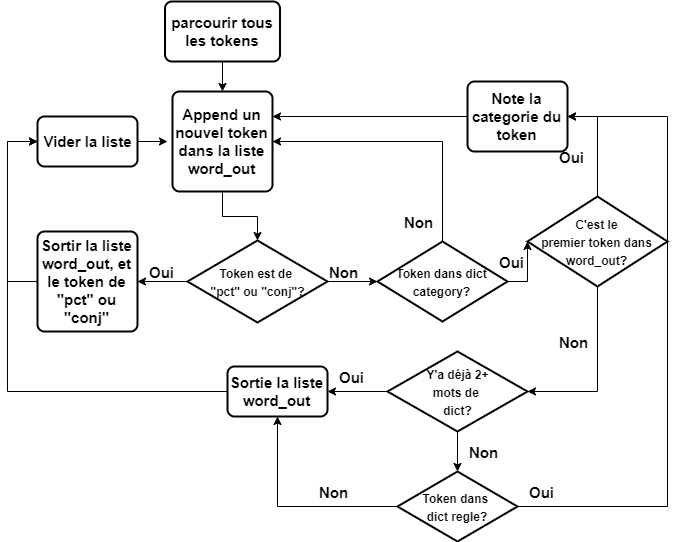 parcourir tous
les tokens
Append un
nouvel token
dans la liste
word_out
Note la
categorie du
token
Vider la liste
Oui
Non
Sortir la liste
word_out, et
le token de
"pct" ou
"conj"
Oui
Token est de
"pct" ou "conj"?
Non
Token dans dict
category?
Oui
C'est le
premier token dans
word_out?
Non
Sortie la liste
word_out
Oui
Y'a déjà 2+
mots de
dict?
Non
Non
Token dans
dict regle?
Oui